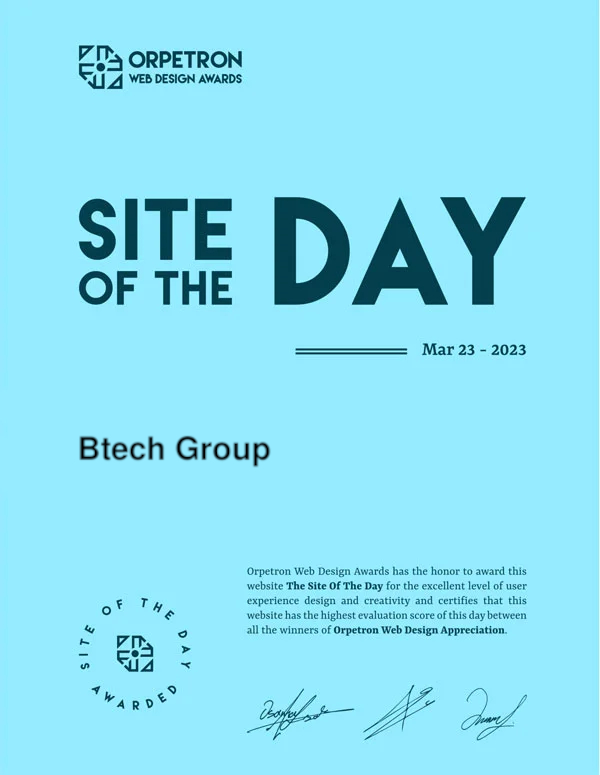 ORPETRON
WEB DESIGN AWARDS
SITE
OF THE
DAY
Mar 23 - 2023
Btech Group
Orpetron Web Design Awards has the honor to award this
website The Site Of The Day for the excellent level of user
experience design and creativity and certifies that this
website has the highest evaluation score of this day between
all the winners of Orpetron Web Design Appreciation.
SITE OF THE DAY
AWARDED